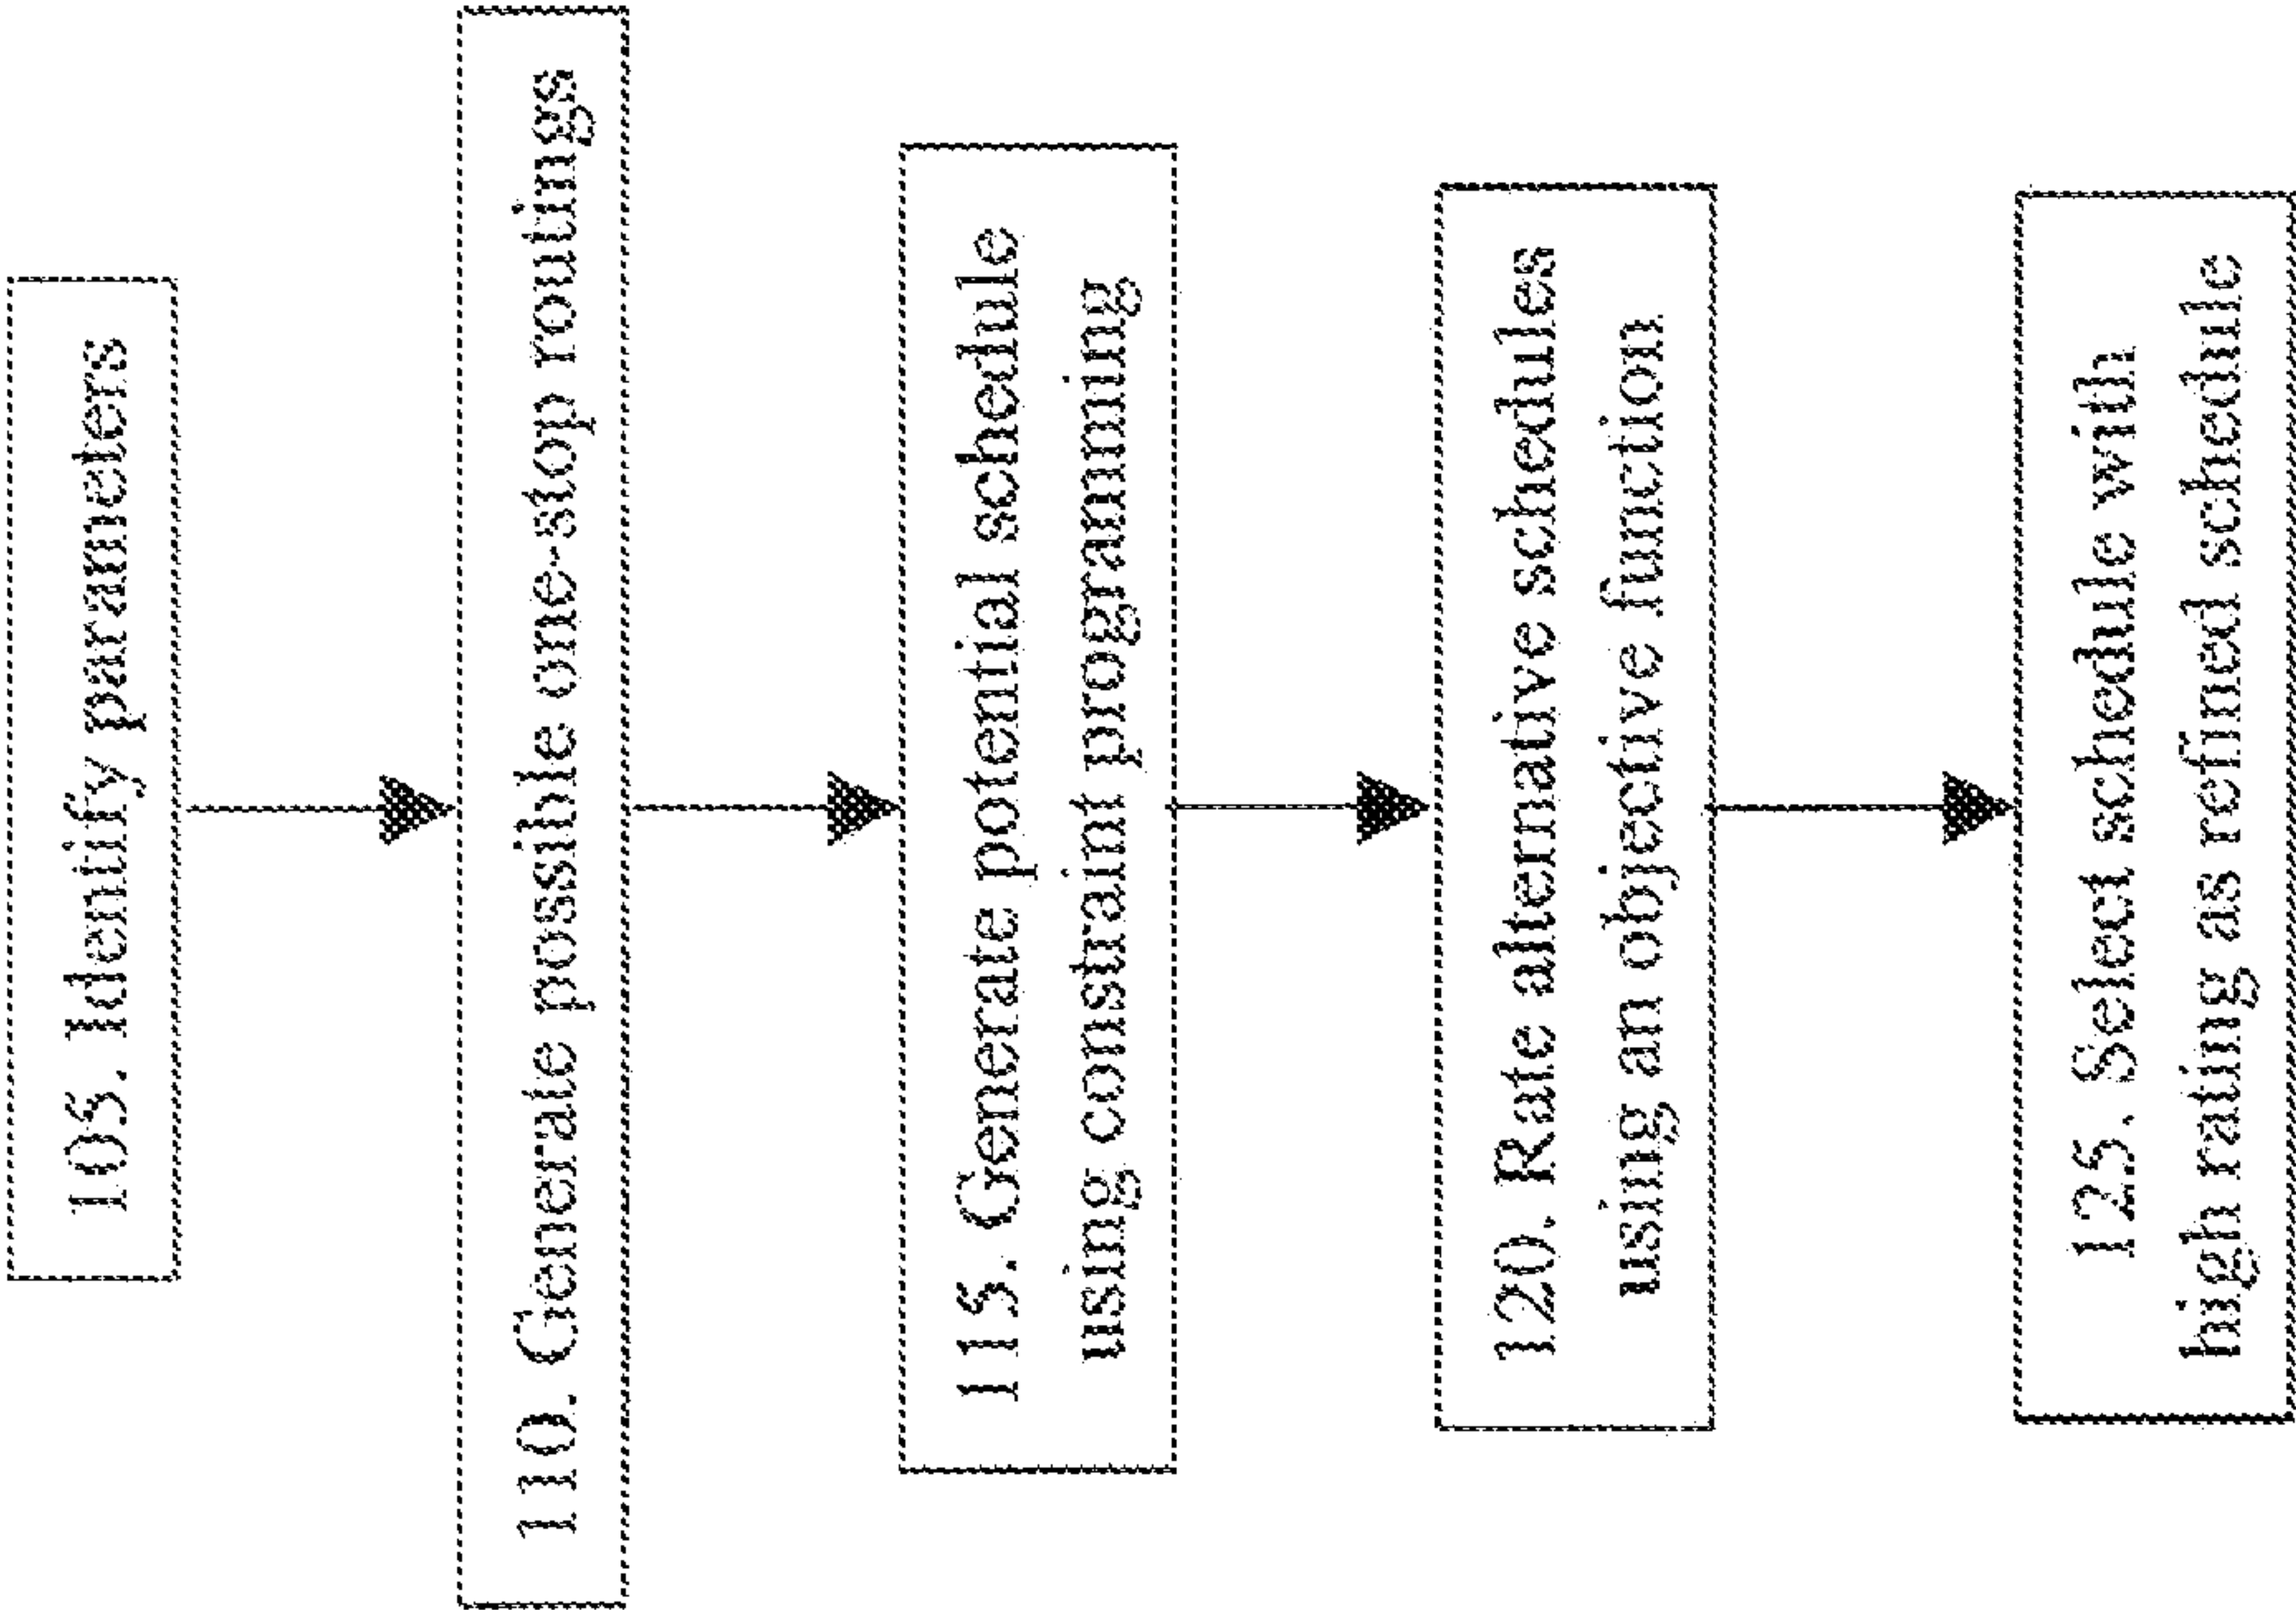 105. Identify parameters
110. Generate possible one-stop routings
115. Generate potential schedule
using constraint programming
120. Rate alternative schedules
using an objective function
125. Select schedule with
high rating as refined schedule